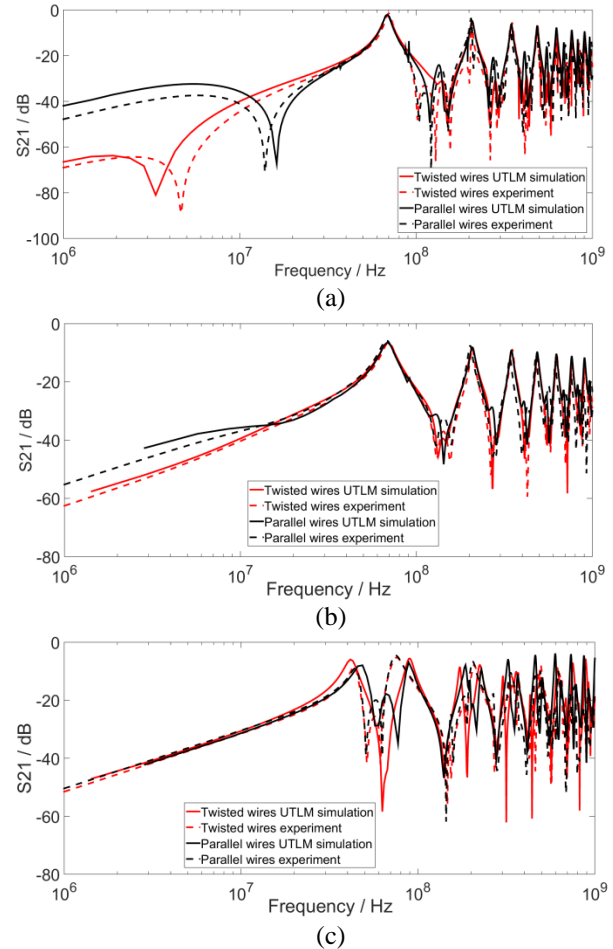 0
-20
-40
-60
-80
-100
S21 / dB
Twisted wires UTLM simulation
Twisted wires experiment
Parallel wires UTLM simulation
Parallel wires experiment
10^6 10^7 10^8 10^9
Frequency / Hz
(a)
0
-20
-40
-60
-80
S21 / dB
Twisted wires UTLM simulation
Twisted wires experiment
Parallel wires UTLM simulation
Parallel wires experiment
10^6 10^7 10^8 10^9
Frequency / Hz
(b)
0
-20
-40
-60
-80
S21 / dB
Twisted wires UTLM simulation
Twisted wires experiment
Parallel wires UTLM simulation
Parallel wires experiment
10^6 10^7 10^8 10^9
Frequency / Hz
(c)